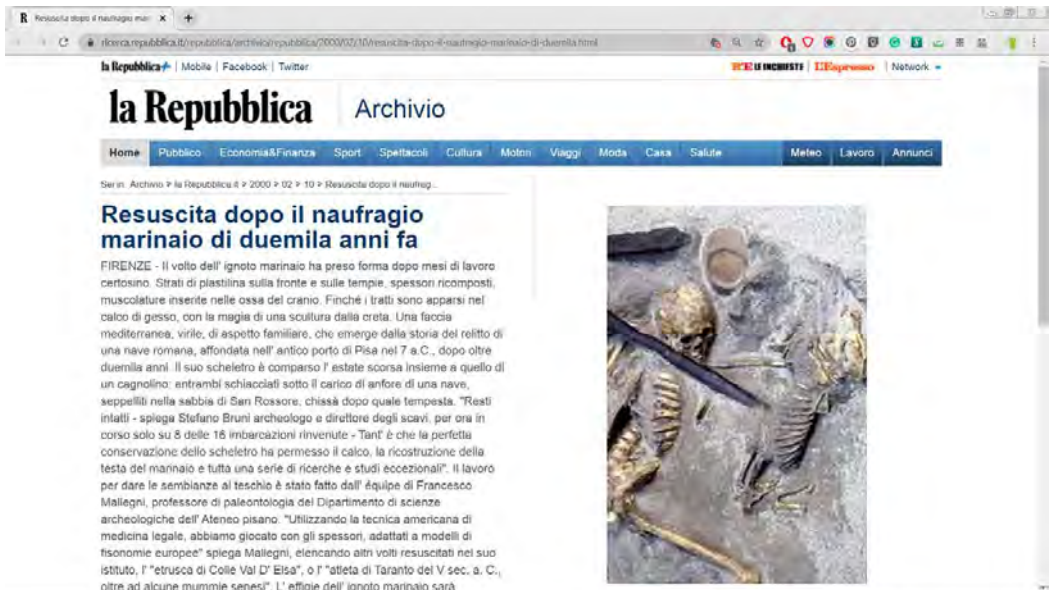 R Resuscita dopo il naufragio mar
ricerca.repubblica.it/repubblica/archivio/repubblica/2000/02/10/resuscita-dopo-il-naufragio-marinaio-di-duemila.html
la Repubblica+ | Mobile | Facebook | Twitter
R'E LE INCHIESTE | L'Espresso | Network
la Repubblica Archivio
Home Pubblico Economia&Finanza Sport Spettacoli Cultura Motori Viaggi Moda Casa Salute Meteo Lavoro Annunci
Sei in: Archivio > la Repubblica.it > 2000 > 02 > 10 > Resuscita dopo il naufrag...
Resuscita dopo il naufragio
marinaio di duemila anni fa
FIRENZE - Il volto dell' ignoto marinaio ha preso forma dopo mesi di lavoro
certosino. Strati di plastilina sulla fronte e sulle tempie, spessori ricomposti,
muscolature inserite nelle ossa del cranio. Finché i tratti sono apparsi nel
calco di gesso, con la magia di una scultura dalla creta. Una faccia
mediterranea, virile, di aspetto familiare, che emerge dalla storia del relitto di
una nave romana, affondata nell' antico porto di Pisa nel 7 a.C., dopo oltre
duemila anni. Il suo scheletro è comparso l' estate scorsa insieme a quello di
un cagnolino: entrambi schiacciati sotto il carico di anfore di una nave,
seppelliti nella sabbia di San Rossore, chissà dopo quale tempesta. "Resti
intatti - spiega Stefano Bruni archeologo e direttore degli scavi, per ora in
corso solo su 8 delle 16 imbarcazioni rinvenute - Tant' è che la perfetta
conservazione dello scheletro ha permesso il calco, la ricostruzione della
testa del marinaio e tutta una serie di ricerche e studi eccezionali". Il lavoro
per dare le sembianze al teschio è stato fatto dall' équipe di Francesco
Mallegni, professore di paleontologia del Dipartimento di scienze
archeologiche dell' Ateneo pisano. "Utilizzando la tecnica americana di
medicina legale, abbiamo giocato con gli spessori, adattati a modelli di
fisonomie europee" spiega Mallegni, elencando altri volti resuscitati nel suo
istituto, l' "etrusca di Colle Val D' Elsa", o l' "atleta di Taranto del V sec. a. C.,
oltre ad alcune mummie senesi". L' effigie dell' ignoto marinaio sarà